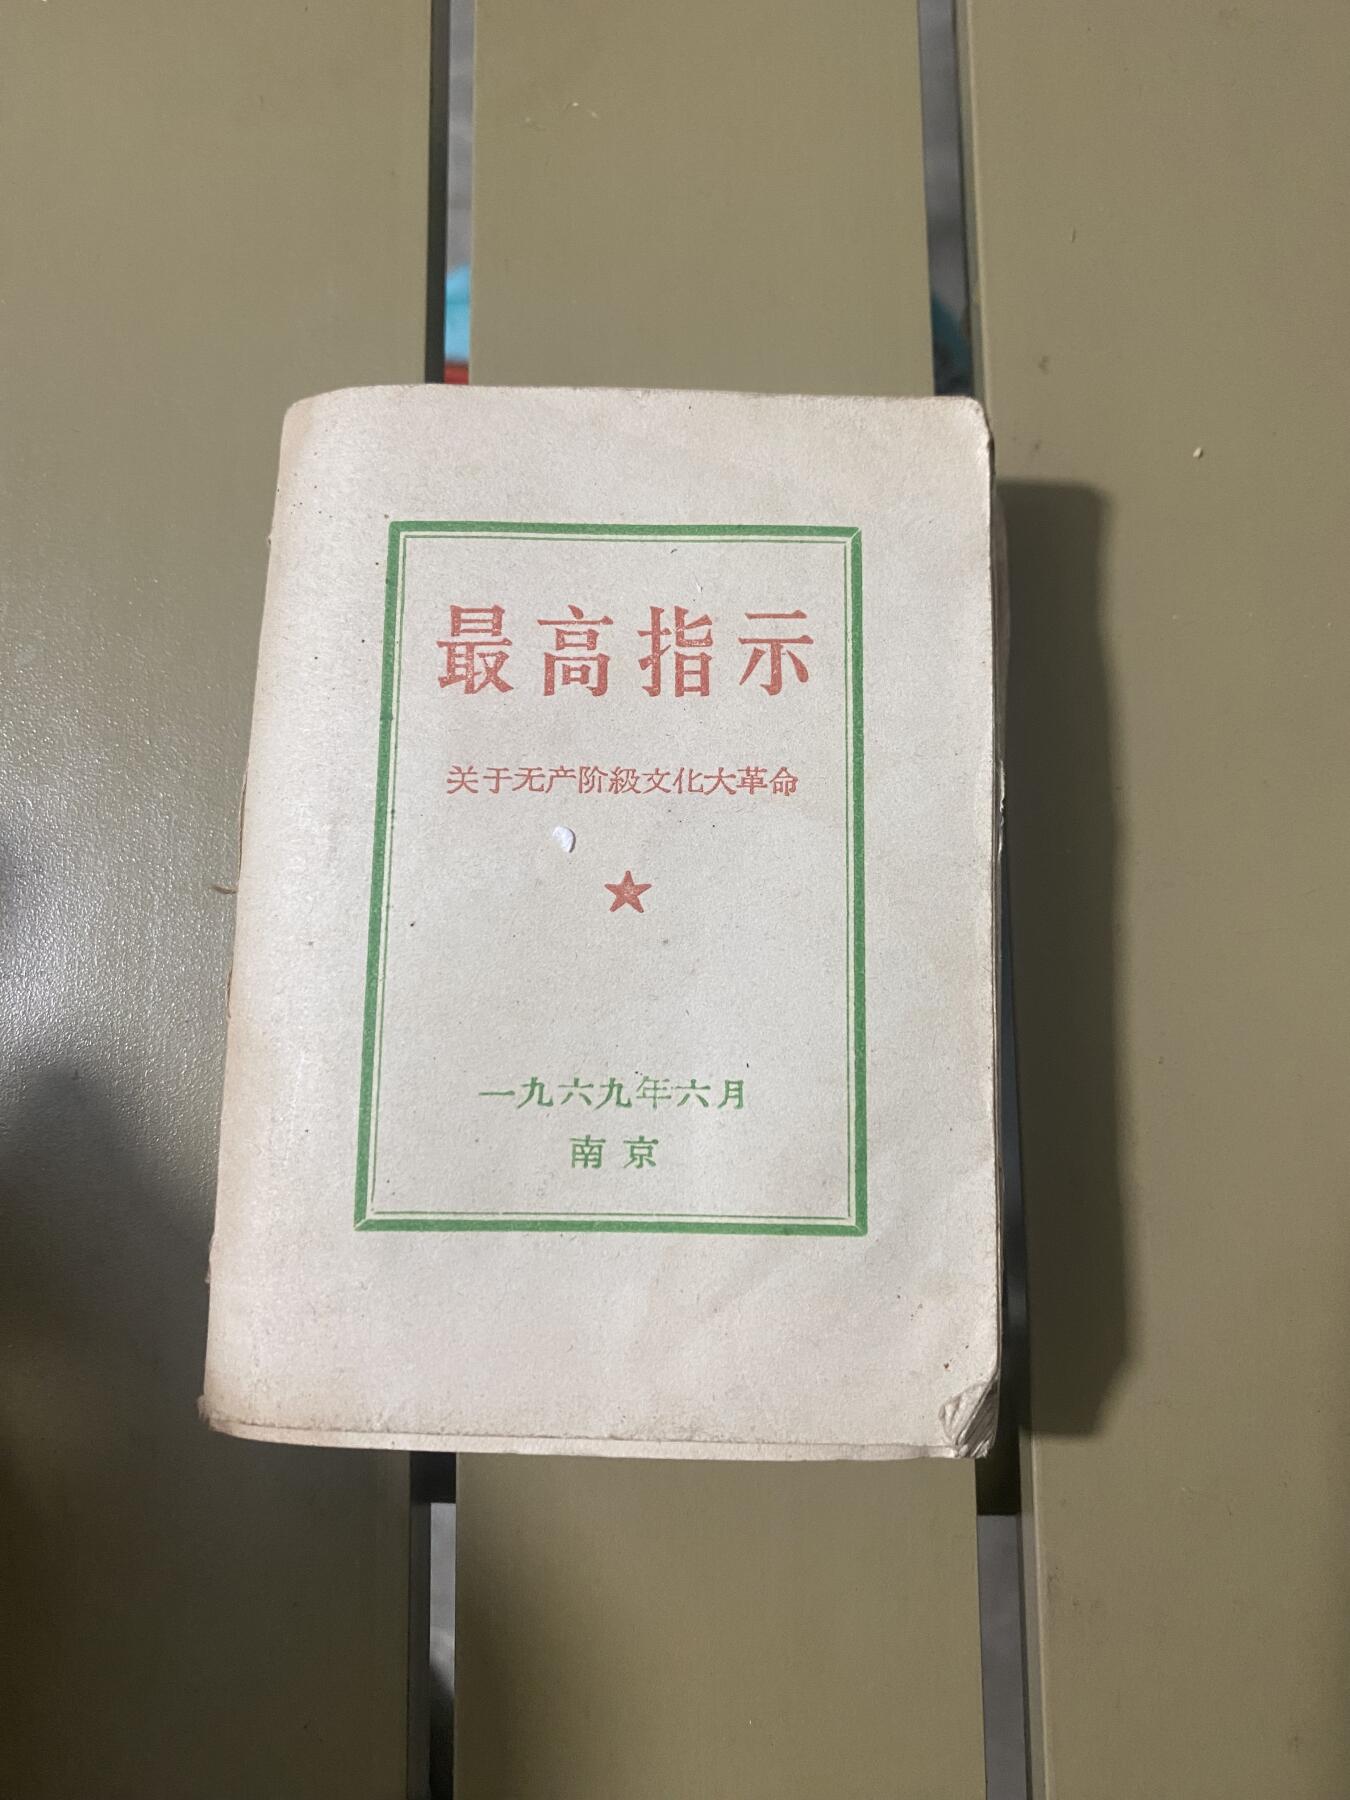 最高指示
关于无产阶級文化大革命
一九六九年六月
南京